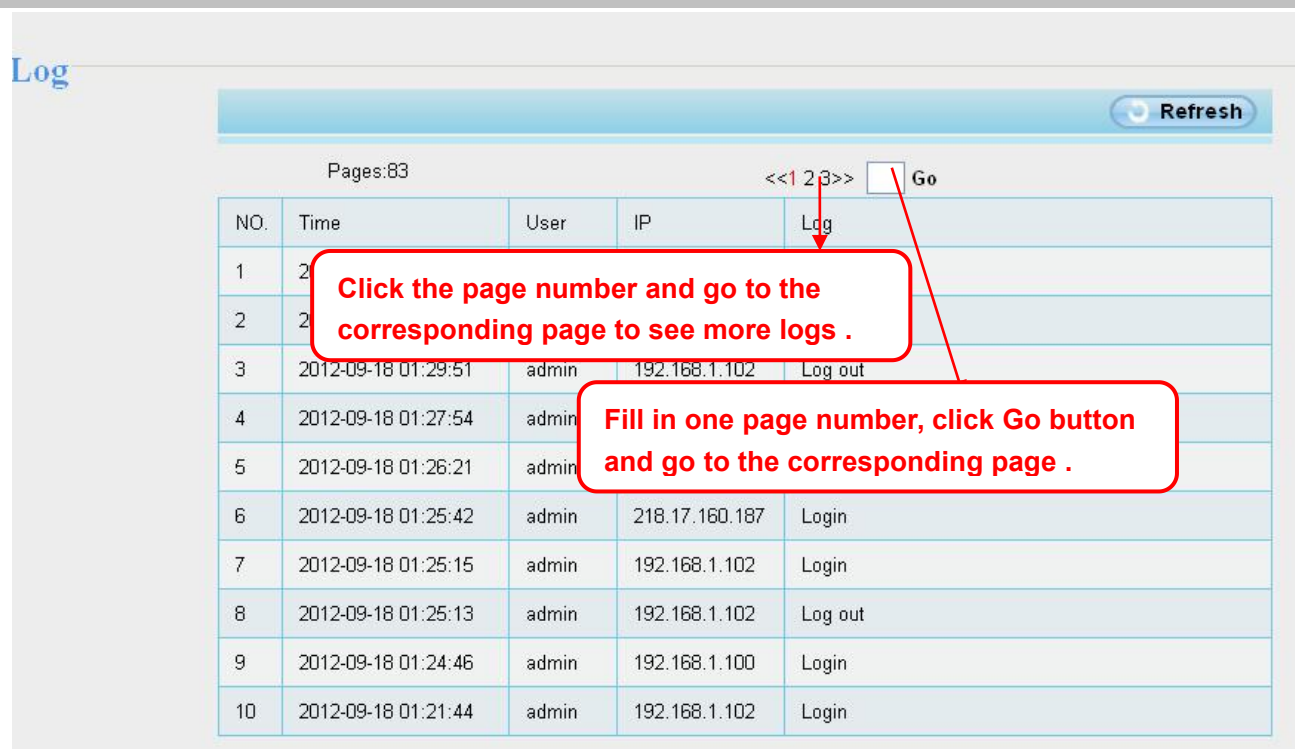 Log
Refresh
Pages:83 <<1 2 3>> Go
NO. Time User IP Log
1
Click the page number and go to the
corresponding page to see more logs .
2
3 2012-09-18 01:29:51 admin 192.168.1.102 Log out
4 2012-09-18 01:27:54 admin
Fill in one page number, click Go button
and go to the corresponding page .
5 2012-09-18 01:26:21 admin
6 2012-09-18 01:25:42 admin 218.17.160.187 Login
7 2012-09-18 01:25:15 admin 192.168.1.102 Login
8 2012-09-18 01:25:13 admin 192.168.1.102 Log out
9 2012-09-18 01:24:46 admin 192.168.1.100 Login
10 2012-09-18 01:21:44 admin 192.168.1.102 Login